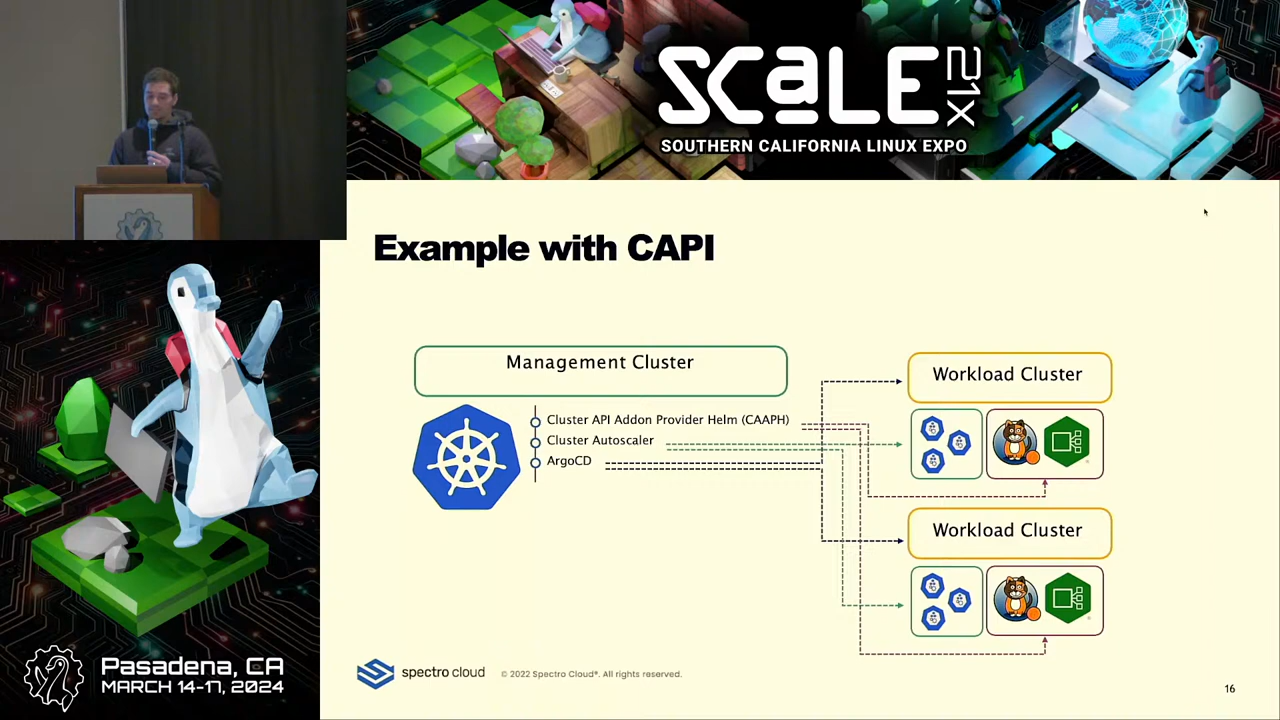 SCaLE 21X
SOUTHERN CALIFORNIA LINUX EXPO
Example with CAPI
Management Cluster
Cluster API Addon Provider Helm (CAAPH)
Cluster Autoscaler
ArgoCD
Workload Cluster
Workload Cluster
Pasadena, CA
MARCH 14-17, 2024
spectro cloud
© 2022 Spectro Cloud®. All rights reserved.
16